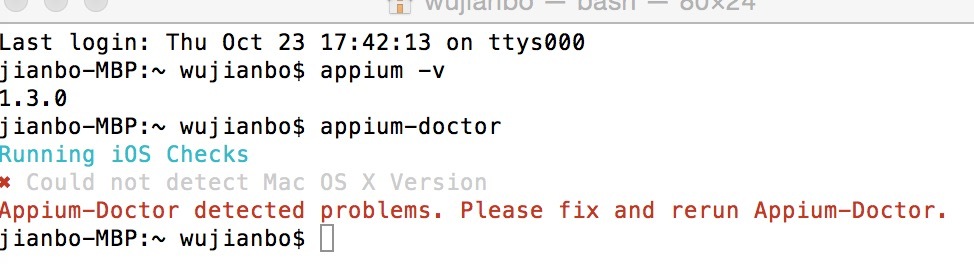 wujianbo — bash — 80×24
Last login: Thu Oct 23 17:42:13 on ttys000
jianbo-MBP:~ wujianbo$ appium -v
1.3.0
jianbo-MBP:~ wujianbo$ appium-doctor
Running iOS Checks
✖ Could not detect Mac OS X Version
Appium-Doctor detected problems. Please fix and rerun Appium-Doctor.
jianbo-MBP:~ wujianbo$